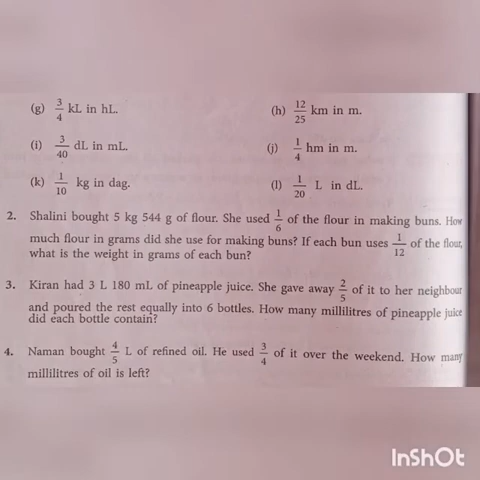 (g) 3/4 kL in hL. (h) 12/25 km in m.
(i) 3/40 dL in mL. (j) 1/4 hm in m.
(k) 1/10 kg in dag. (l) 1/20 L in dL.
2. Shalini bought 5 kg 544 g of flour. She used 1/6 of the flour in making buns. How
much flour in grams did she use for making buns? If each bun uses 1/12 of the flour,
what is the weight in grams of each bun?
3. Kiran had 3 L 180 mL of pineapple juice. She gave away 2/5 of it to her neighbour
and poured the rest equally into 6 bottles. How many millilitres of pineapple juice
did each bottle contain?
4. Naman bought 4/5 L of refined oil. He used 3/4 of it over the weekend. How many
millilitres of oil is left?
InShOt